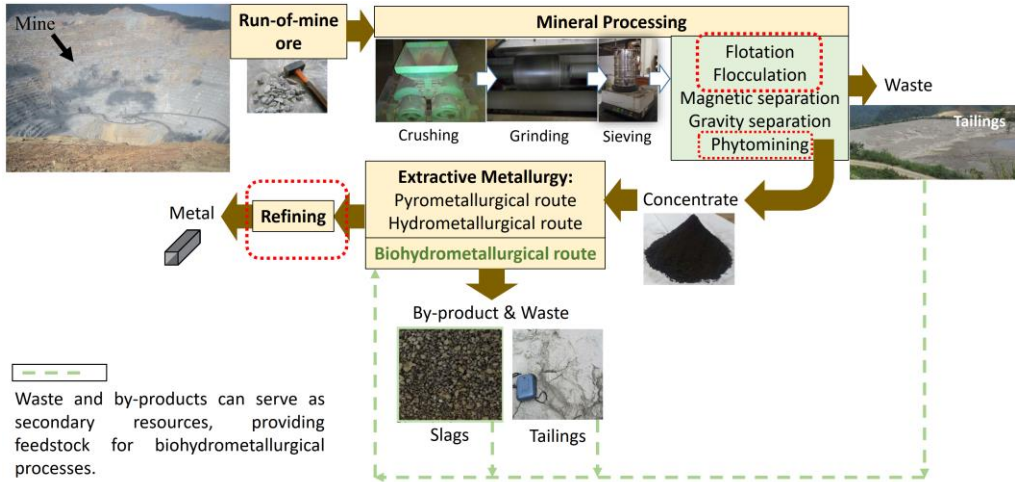 Mine
Run-of-mine
ore
Mineral Processing
Crushing
Grinding
Sieving
Flotation
Flocculation
Magnetic separation
Gravity separation
Phytomining
Waste
Tailings
Concentrate
Extractive Metallurgy:
Pyrometallurgical route
Hydrometallurgical route
Biohydrometallurgical route
Refining
Metal
By-product & Waste
Slags
Tailings
Waste and by-products can serve as
secondary resources, providing
feedstock for biohydrometallurgical
processes.